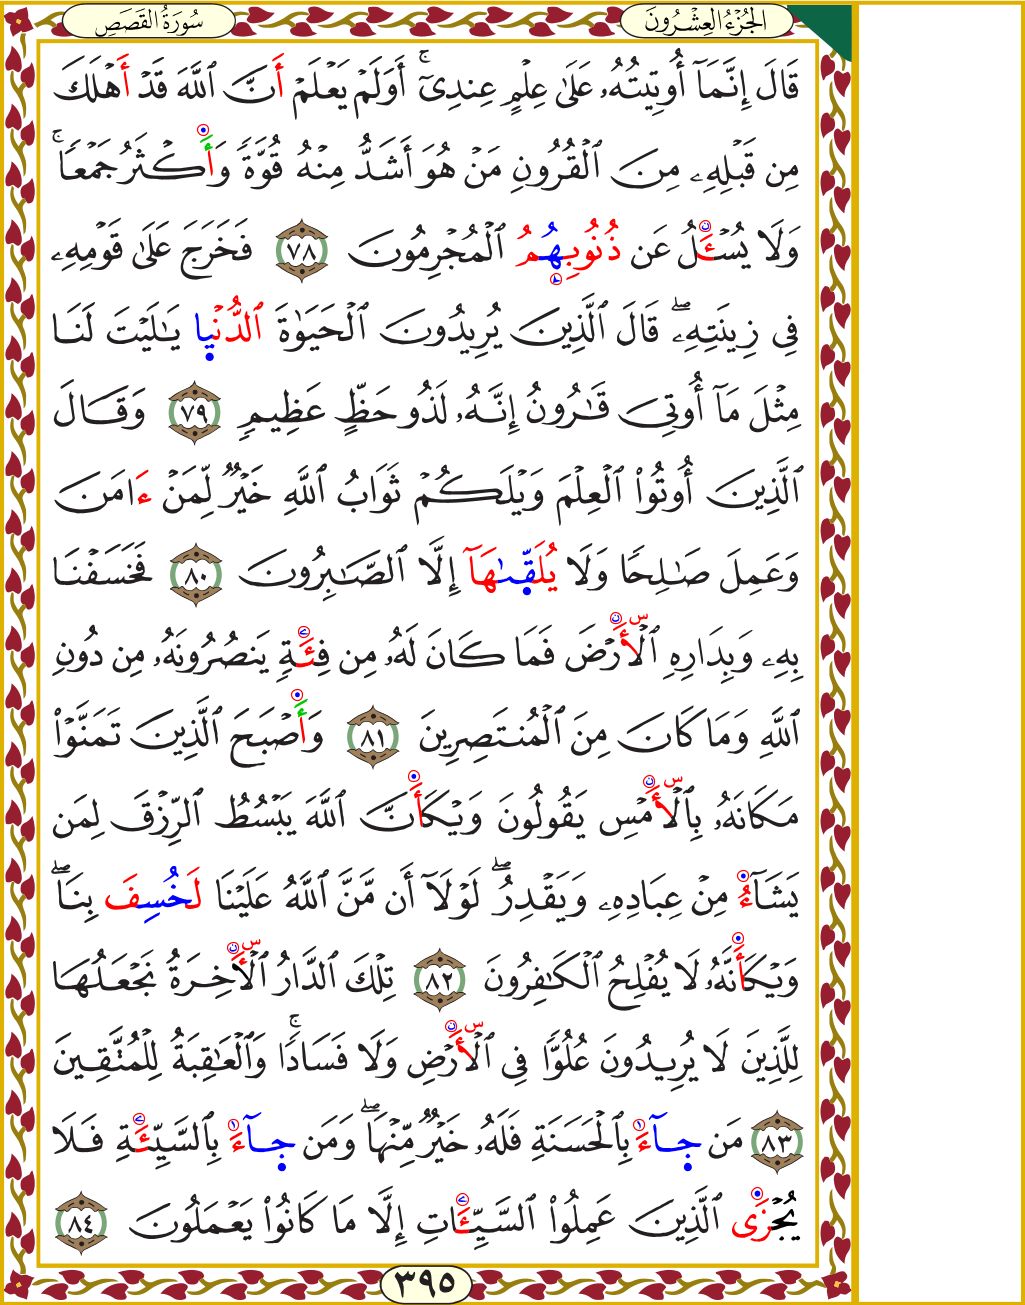 الجُزْءُ العِشْرُونَ
سُورَةُ القَصَصِ
قَالَ إِنَّمَآ أُوتِيتُهُۥ عَلَىٰ عِلْمٍ عِندِىٓ ۚ أَوَلَمْ يَعْلَمْ أَنَّ ٱللَّهَ قَدْ أَهْلَكَ
مِن قَبْلِهِۦ مِنَ ٱلْقُرُونِ مَنْ هُوَ أَشَدُّ مِنْهُ قُوَّةً وَأَكْثَرُ جَمْعًا ۚ
وَلَا يُسْـَٔلُ عَن ذُنُوبِهِمُ ٱلْمُجْرِمُونَ ٧٨ فَخَرَجَ عَلَىٰ قَوْمِهِۦ
فِى زِينَتِهِۦ ۖ قَالَ ٱلَّذِينَ يُرِيدُونَ ٱلْحَيَوٰةَ ٱلدُّنْيَا يَـٰلَيْتَ لَنَا
مِثْلَ مَآ أُوتِىَ قَـٰرُونُ إِنَّهُۥ لَذُو حَظٍّ عَظِيمٍ ٧٩ وَقَالَ
ٱلَّذِينَ أُوتُوا۟ ٱلْعِلْمَ وَيْلَكُمْ ثَوَابُ ٱللَّهِ خَيْرٌ لِّمَنْ ءَامَنَ
وَعَمِلَ صَـٰلِحًا وَلَا يُلَقَّىٰهَآ إِلَّا ٱلصَّـٰبِرُونَ ٨٠ فَخَسَفْنَا
بِهِۦ وَبِدَارِهِ ٱلْأَرْضَ فَمَا كَانَ لَهُۥ مِن فِئَةٍ يَنصُرُونَهُۥ مِن دُونِ
ٱللَّهِ وَمَا كَانَ مِنَ ٱلْمُنتَصِرِينَ ٨١ وَأَصْبَحَ ٱلَّذِينَ تَمَنَّوْا۟
مَكَانَهُۥ بِٱلْأَمْسِ يَقُولُونَ وَيْكَأَنَّ ٱللَّهَ يَبْسُطُ ٱلرِّزْقَ لِمَن
يَشَآءُ مِنْ عِبَادِهِۦ وَيَقْدِرُ ۖ لَوْلَآ أَن مَّنَّ ٱللَّهُ عَلَيْنَا لَخُسِفَ بِنَا ۖ
وَيْكَأَنَّهُۥ لَا يُفْلِحُ ٱلْكَـٰفِرُونَ ٨٢ تِلْكَ ٱلدَّارُ ٱلْأَخِرَةُ نَجْعَلُهَا
لِلَّذِينَ لَا يُرِيدُونَ عُلُوًّا فِى ٱلْأَرْضِ وَلَا فَسَادًا ۚ وَٱلْعَـٰقِبَةُ لِلْمُتَّقِينَ
٨٣ مَن جَآءَ بِٱلْحَسَنَةِ فَلَهُۥ خَيْرٌ مِّنْهَا ۖ وَمَن جَآءَ بِٱلسَّيِّئَةِ فَلَا
يُجْزَى ٱلَّذِينَ عَمِلُوا۟ ٱلسَّيِّـَٔاتِ إِلَّا مَا كَانُوا۟ يَعْمَلُونَ ٨٤
٣٩٥